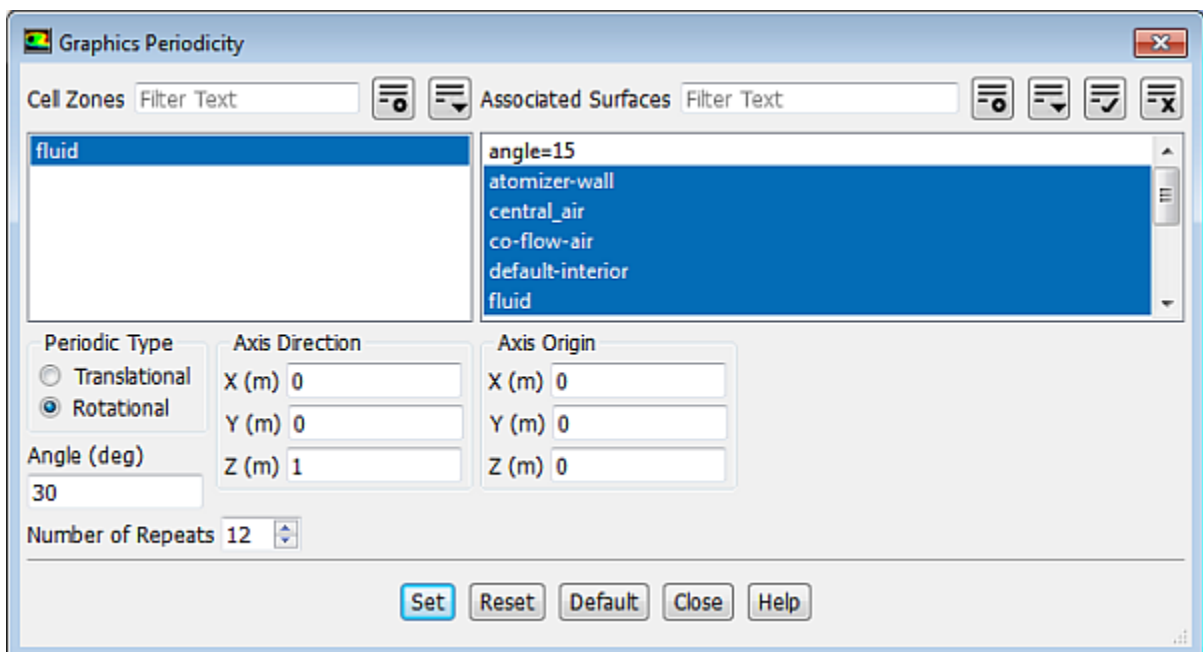 Graphics Periodicity
Cell Zones Filter Text
Associated Surfaces Filter Text
fluid
angle=15
atomizer-wall
central_air
co-flow-air
default-interior
fluid
Periodic Type
Translational
Rotational
Angle (deg)
30
Number of Repeats 12
Axis Direction
X (m) 0
Y (m) 0
Z (m) 1
Axis Origin
X (m) 0
Y (m) 0
Z (m) 0
Set Reset Default Close Help